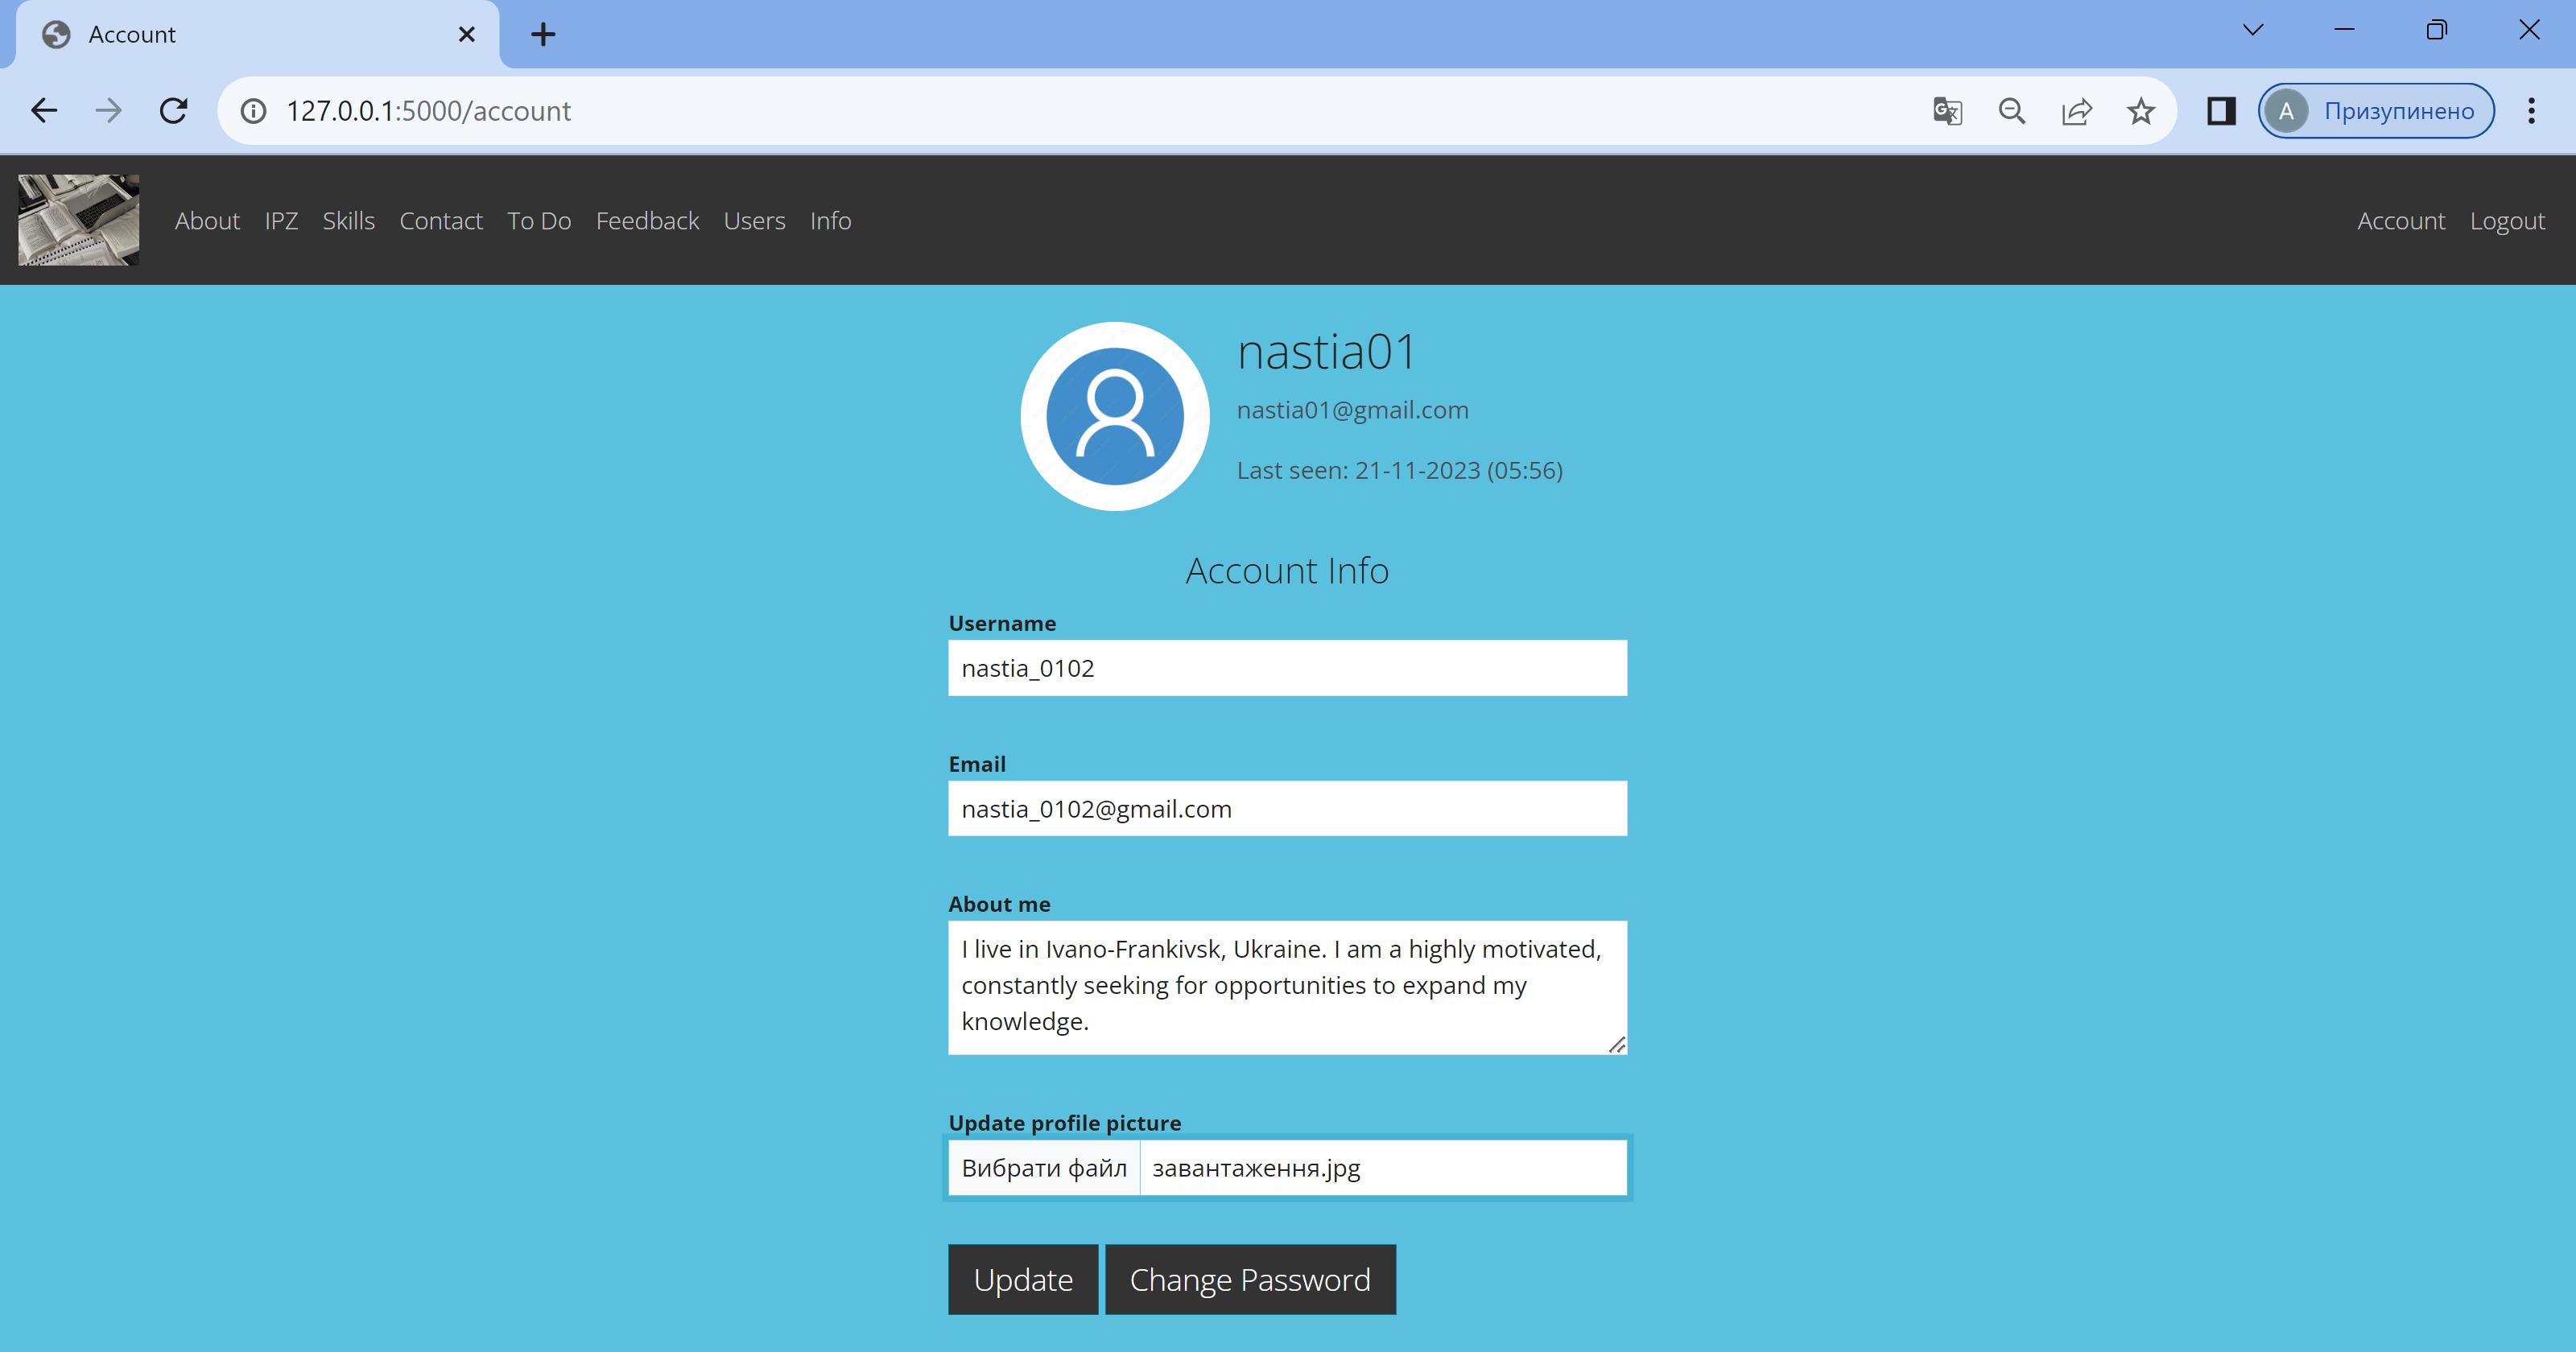 Account
127.0.0.1:5000/account
A Призупинено
About IPZ Skills Contact To Do Feedback Users Info Account Logout
nastia01
nastia01@gmail.com
Last seen: 21-11-2023 (05:56)
Account Info
Username
nastia_0102
Email
nastia_0102@gmail.com
About me
I live in Ivano-Frankivsk, Ukraine. I am a highly motivated,
constantly seeking for opportunities to expand my
knowledge.
Update profile picture
Вибрати файл завантаження.jpg
Update Change Password